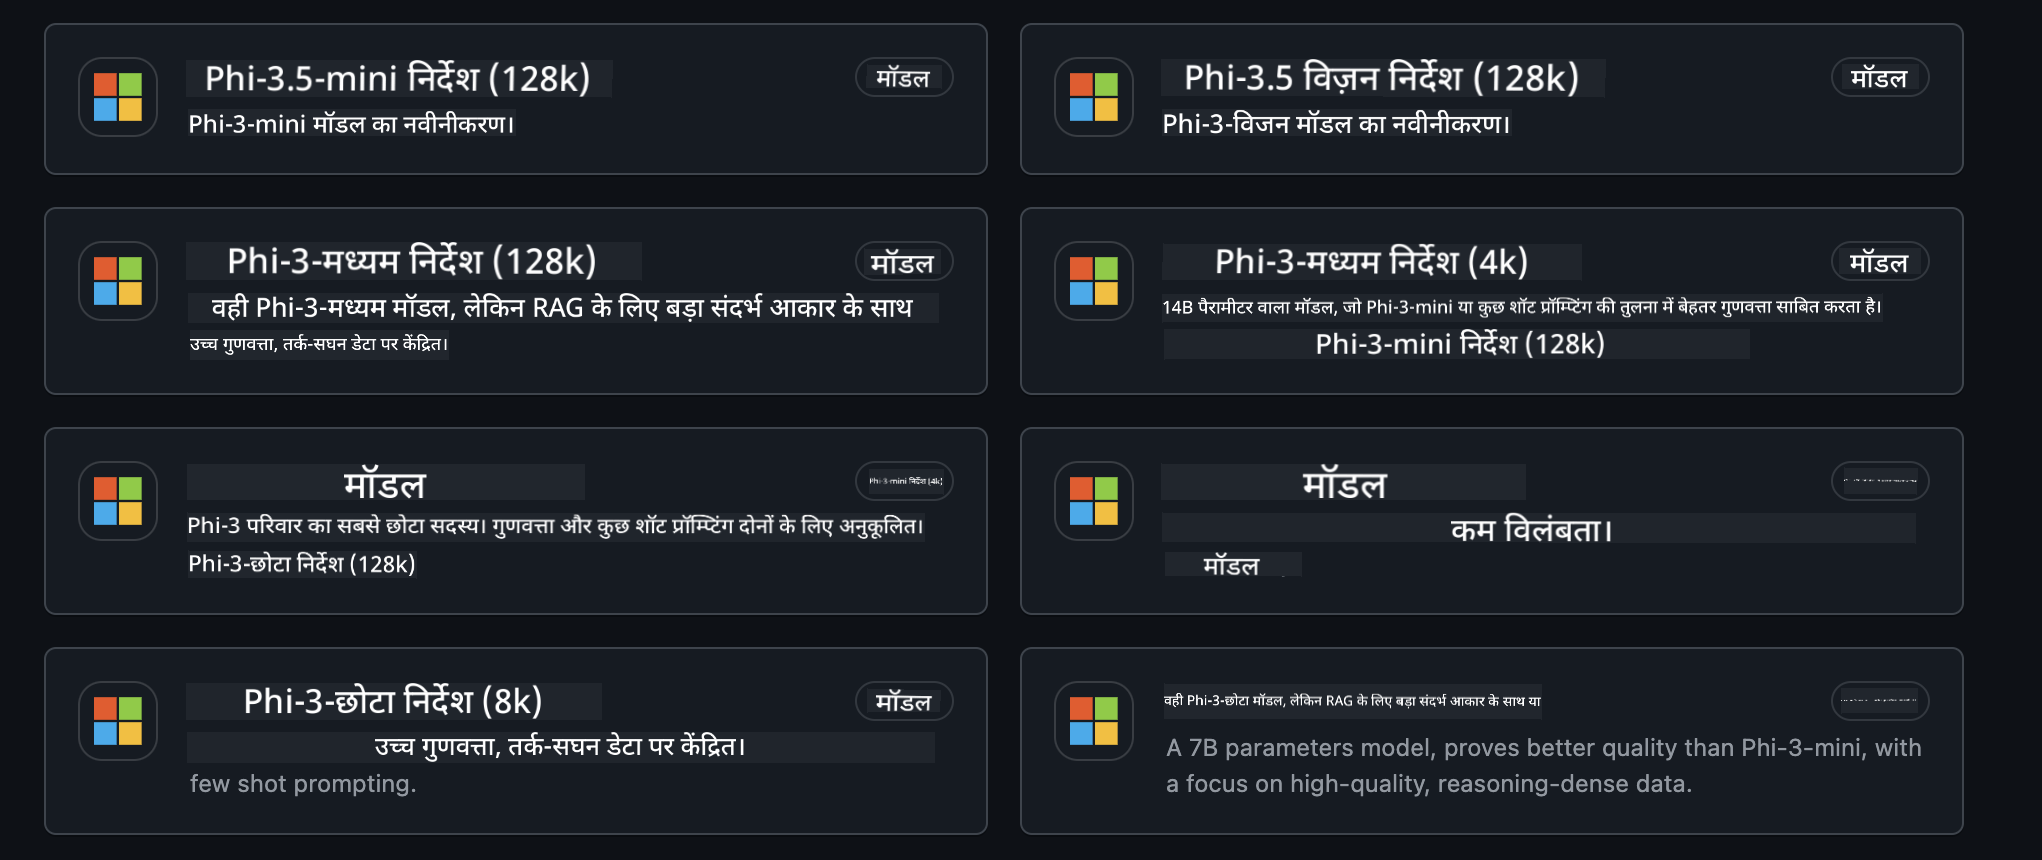 Phi-3.5-mini निर्देश (128k)
मॉडल
Phi-3-mini मॉडल का नवीनीकरण।
Phi-3.5 विज़न निर्देश (128k)
मॉडल
Phi-3-विजन मॉडल का नवीनीकरण।
Phi-3-मध्यम निर्देश (128k)
मॉडल
वही Phi-3-मध्यम मॉडल, लेकिन RAG के लिए बड़ा संदर्भ आकार के साथ
उच्च गुणवत्ता, तर्क-सघन डेटा पर केंद्रित।
Phi-3-मध्यम निर्देश (4k)
मॉडल
14B पैरामीटर वाला मॉडल, जो Phi-3-mini या कुछ शॉट प्रॉम्प्टिंग की तुलना में बेहतर गुणवत्ता साबित करता है।
Phi-3-mini निर्देश (128k)
मॉडल
Phi-3-mini निर्देश (4k)
Phi-3 परिवार का सबसे छोटा सदस्य। गुणवत्ता और कुछ शॉट प्रॉम्प्टिंग दोनों के लिए अनुकूलित।
Phi-3-छोटा निर्देश (128k)
मॉडल
कम विलंबता।
मॉडल
Phi-3-छोटा निर्देश (8k)
मॉडल
उच्च गुणवत्ता, तर्क-सघन डेटा पर केंद्रित।
few shot prompting.
वही Phi-3-छोटा मॉडल, लेकिन RAG के लिए बड़ा संदर्भ आकार के साथ या
A 7B parameters model, proves better quality than Phi-3-mini, with
a focus on high-quality, reasoning-dense data.